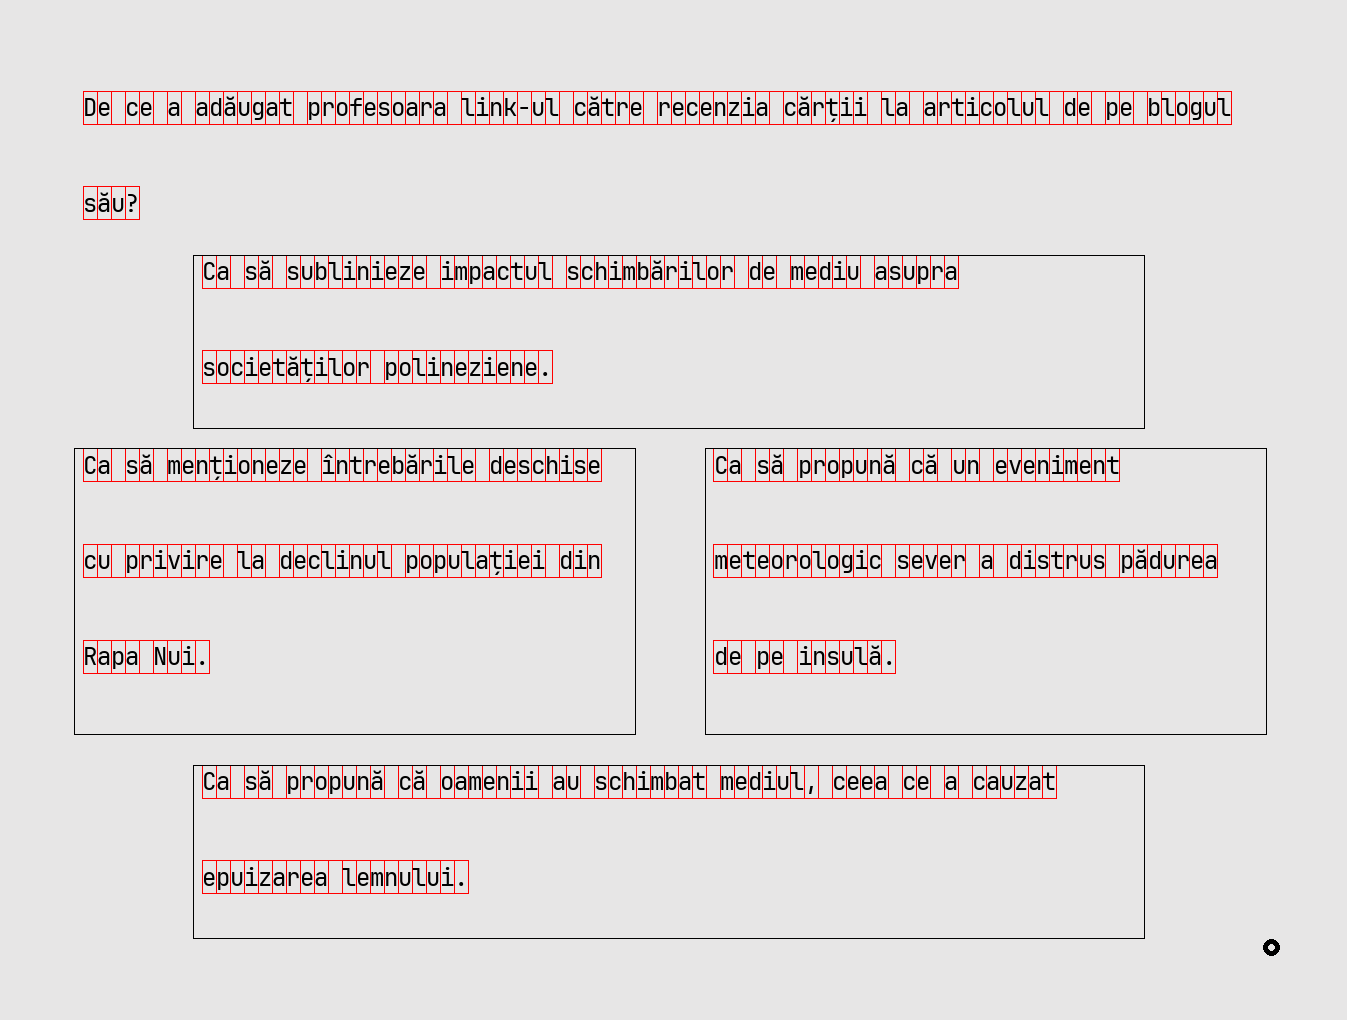 De ce a adăugat profesoara link-ul către recenzia cărții la articolul de pe blogul
său?
Ca să sublinieze impactul schimbărilor de mediu asupra
societăților polineziene.
Ca să menționeze întrebările deschise
cu privire la declinul populației din
Rapa Nui.
Ca să propună că un eveniment
meteorologic sever a distrus pădurea
de pe insulă.
Ca să propună că oamenii au schimbat mediul, ceea ce a cauzat
epuizarea lemnului.